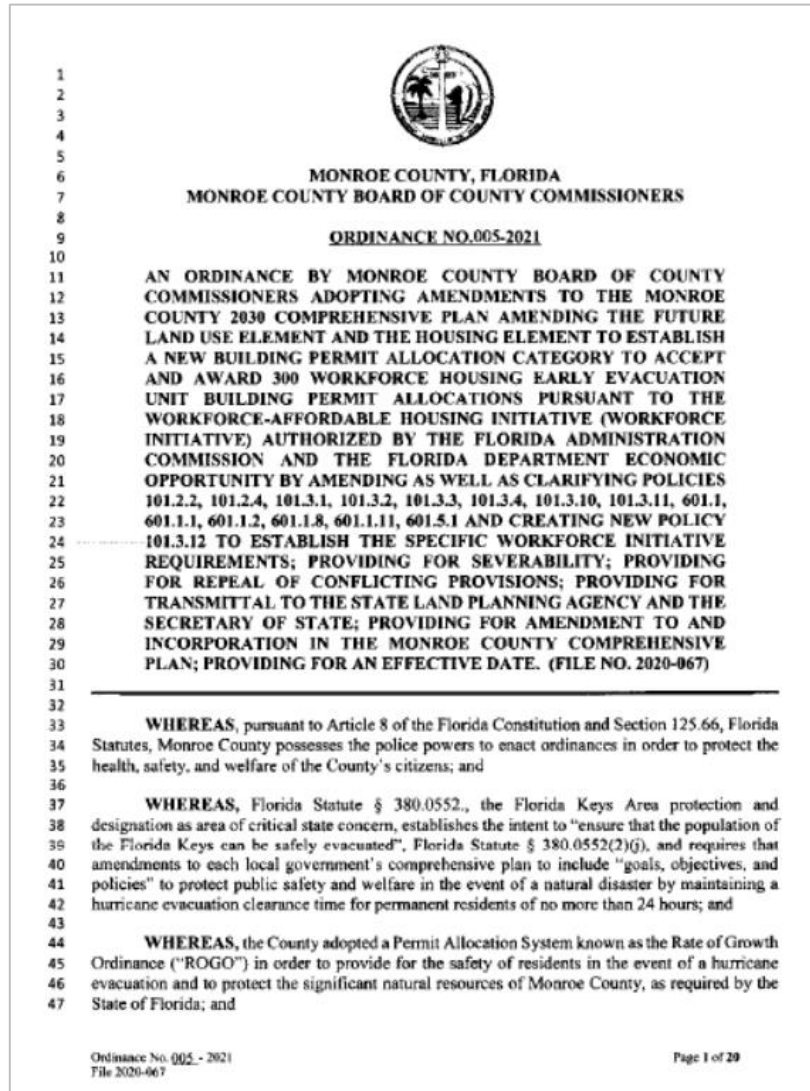 1
2
3
4
5
6 MONROE COUNTY, FLORIDA
7 MONROE COUNTY BOARD OF COUNTY COMMISSIONERS
8
9 ORDINANCE NO.005-2021
10
11 AN ORDINANCE BY MONROE COUNTY BOARD OF COUNTY
12 COMMISSIONERS ADOPTING AMENDMENTS TO THE MONROE
13 COUNTY 2030 COMPREHENSIVE PLAN AMENDING THE FUTURE
14 LAND USE ELEMENT AND THE HOUSING ELEMENT TO ESTABLISH
15 A NEW BUILDING PERMIT ALLOCATION CATEGORY TO ACCEPT
16 AND AWARD 300 WORKFORCE HOUSING EARLY EVACUATION
17 UNIT BUILDING PERMIT ALLOCATIONS PURSUANT TO THE
18 WORKFORCE-AFFORDABLE HOUSING INITIATIVE (WORKFORCE
19 INITIATIVE) AUTHORIZED BY THE FLORIDA ADMINISTRATION
20 COMMISSION AND THE FLORIDA DEPARTMENT ECONOMIC
21 OPPORTUNITY BY AMENDING AS WELL AS CLARIFYING POLICIES
22 101.2.2, 101.2.4, 101.3.1, 101.3.2, 101.3.3, 101.3.4, 101.3.10, 101.3.11, 601.1,
23 601.1.1, 601.1.2, 601.1.8, 601.1.11, 601.5.1 AND CREATING NEW POLICY
24 101.3.12 TO ESTABLISH THE SPECIFIC WORKFORCE INITIATIVE
25 REQUIREMENTS; PROVIDING FOR SEVERABILITY; PROVIDING
26 FOR REPEAL OF CONFLICTING PROVISIONS; PROVIDING FOR
27 TRANSMITTAL TO THE STATE LAND PLANNING AGENCY AND THE
28 SECRETARY OF STATE; PROVIDING FOR AMENDMENT TO AND
29 INCORPORATION IN THE MONROE COUNTY COMPREHENSIVE
30 PLAN; PROVIDING FOR AN EFFECTIVE DATE. (FILE NO. 2020-067)
31
32
33 WHEREAS, pursuant to Article 8 of the Florida Constitution and Section 125.66, Florida
34 Statutes, Monroe County possesses the police powers to enact ordinances in order to protect the
35 health, safety, and welfare of the County's citizens; and
36
37 WHEREAS, Florida Statute § 380.0552., the Florida Keys Area protection and
38 designation as area of critical state concern, establishes the intent to "ensure that the population of
39 the Florida Keys can be safely evacuated", Florida Statute § 380.0552(2)(j), and requires that
40 amendments to each local government's comprehensive plan to include "goals, objectives, and
41 policies" to protect public safety and welfare in the event of a natural disaster by maintaining a
42 hurricane evacuation clearance time for permanent residents of no more than 24 hours; and
43
44 WHEREAS, the County adopted a Permit Allocation System known as the Rate of Growth
45 Ordinance ("ROGO") in order to provide for the safety of residents in the event of a hurricane
46 evacuation and to protect the significant natural resources of Monroe County, as required by the
47 State of Florida; and
Ordinance No. 005 - 2021 Page 1 of 20
File 2020-067